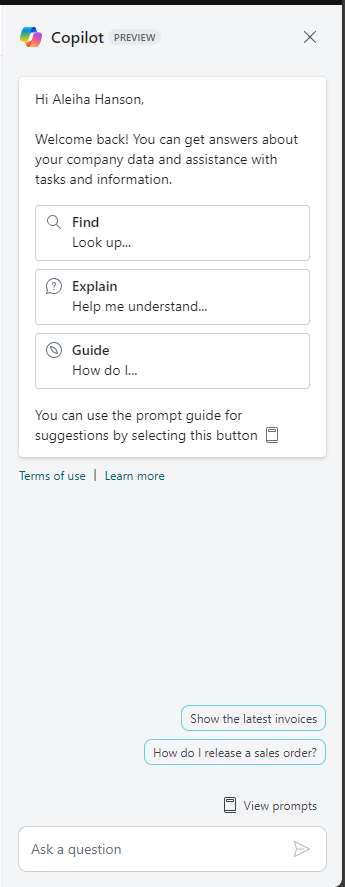 Copilot PREVIEW
Hi Aleiha Hanson,
Welcome back! You can get answers about
your company data and assistance with
tasks and information.
Find
Look up...
Explain
Help me understand...
Guide
How do I...
You can use the prompt guide for
suggestions by selecting this button
Terms of use | Learn more
Show the latest invoices
How do I release a sales order?
View prompts
Ask a question